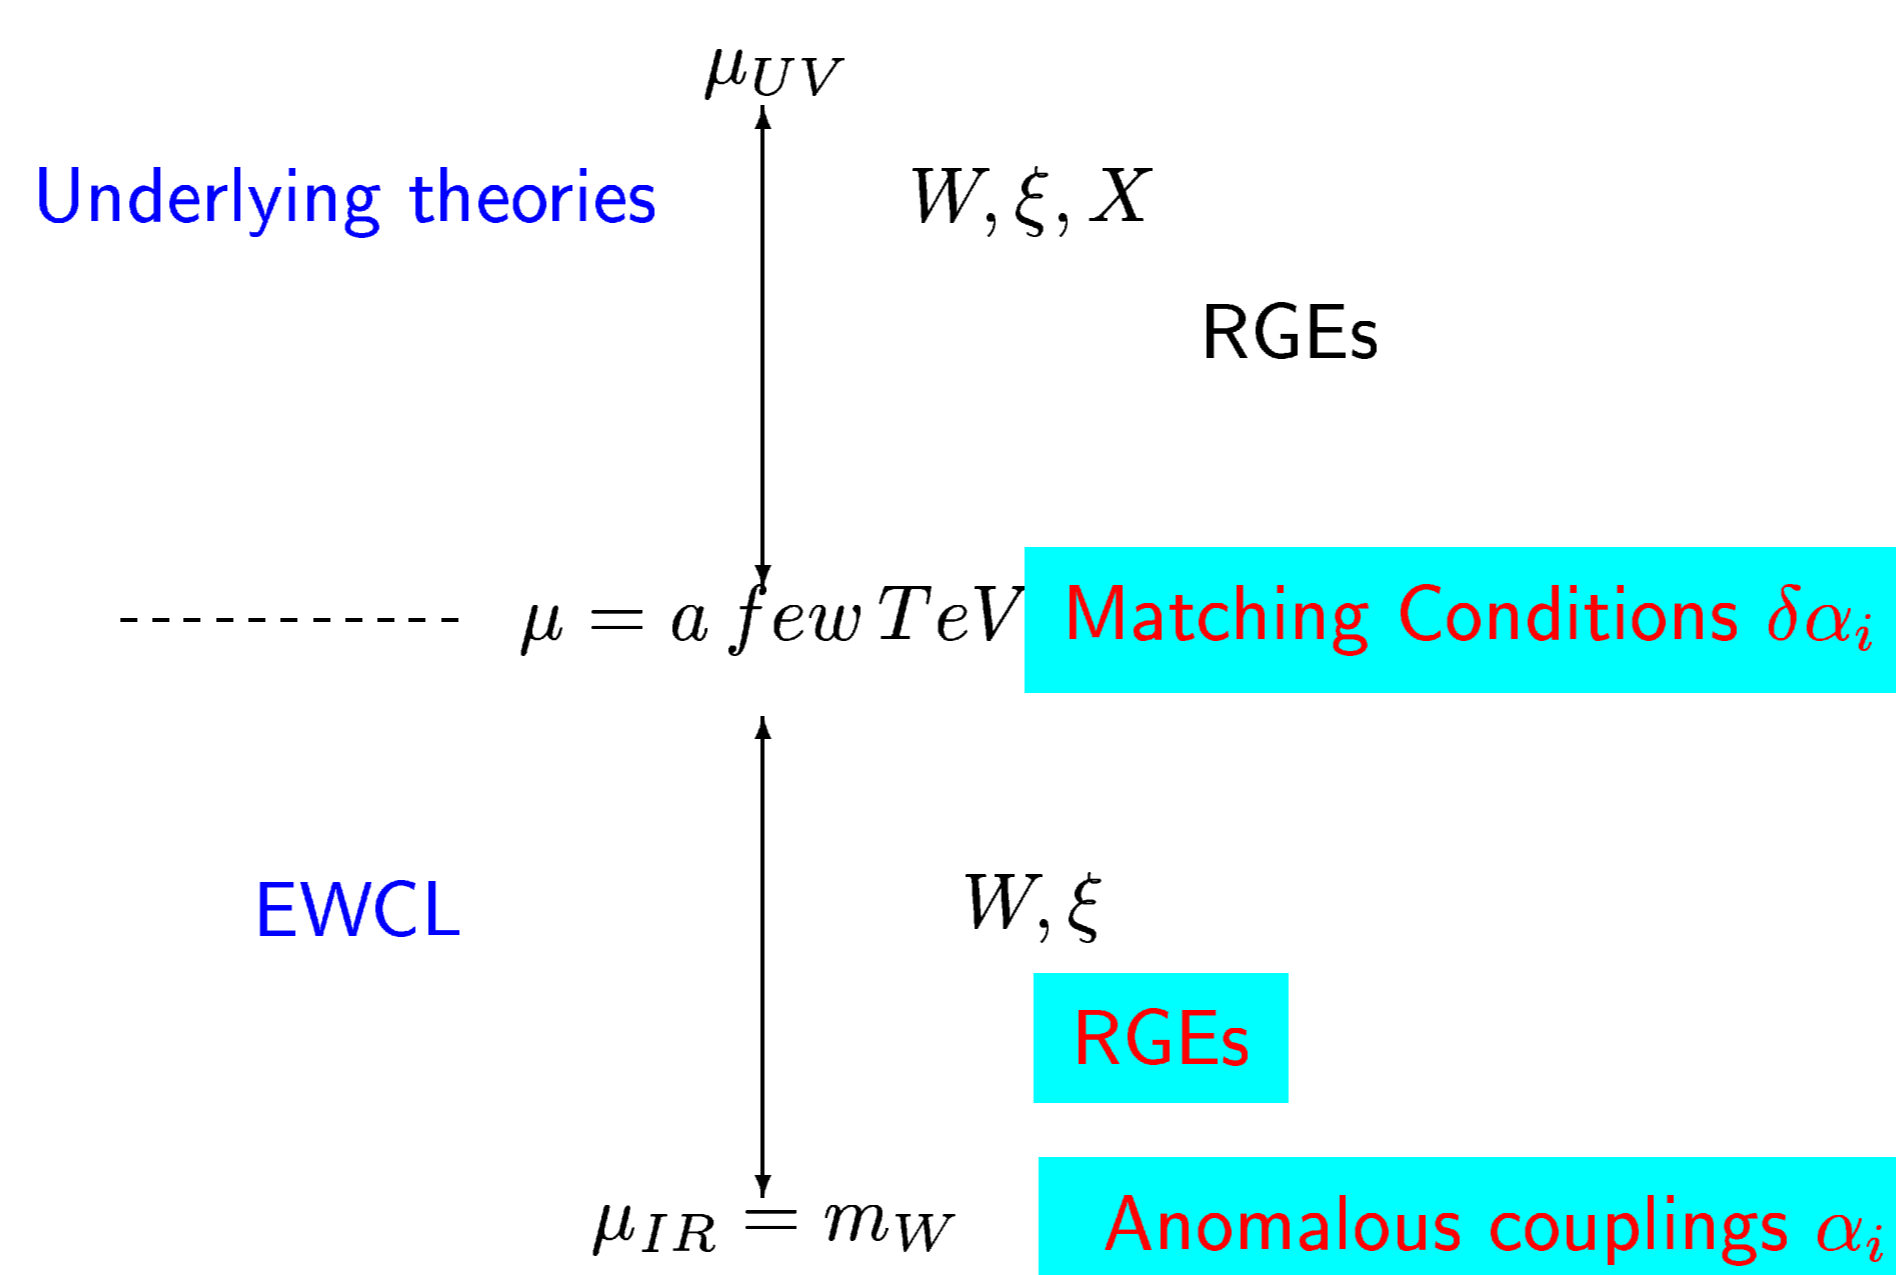 μ_{UV}
Underlying theories W, ξ, X
RGEs
----------- μ = a few TeV Matching Conditions δα_i
EWCL W, ξ
RGEs
μ_{IR} = m_W Anomalous couplings α_i